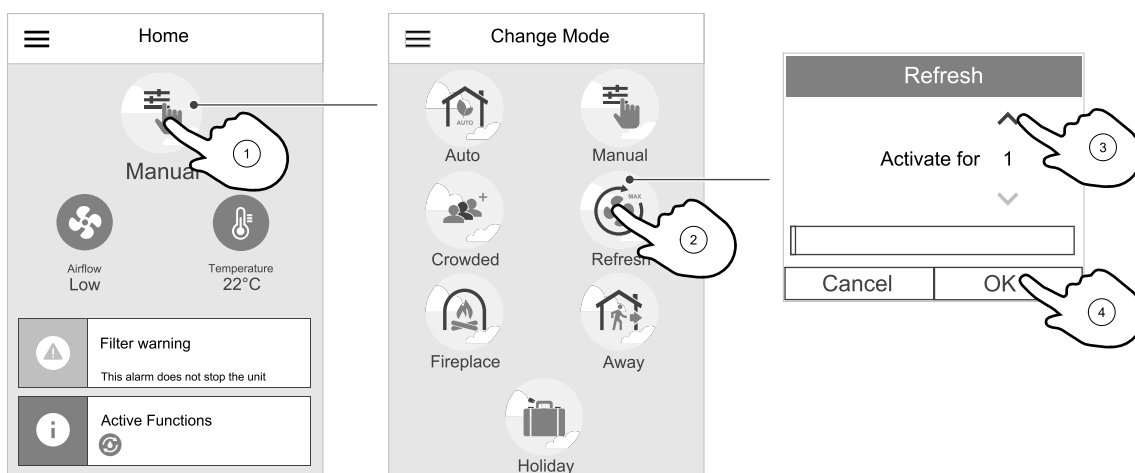 Home
Manual
1
Airflow
Low
Temperature
22°C
Filter warning
This alarm does not stop the unit
Active Functions
Change Mode
AUTO
Auto
Manual
Crowded
MAX
Refresh
2
Fireplace
Away
Holiday
Refresh
Activate for 1
3
Cancel
OK
4